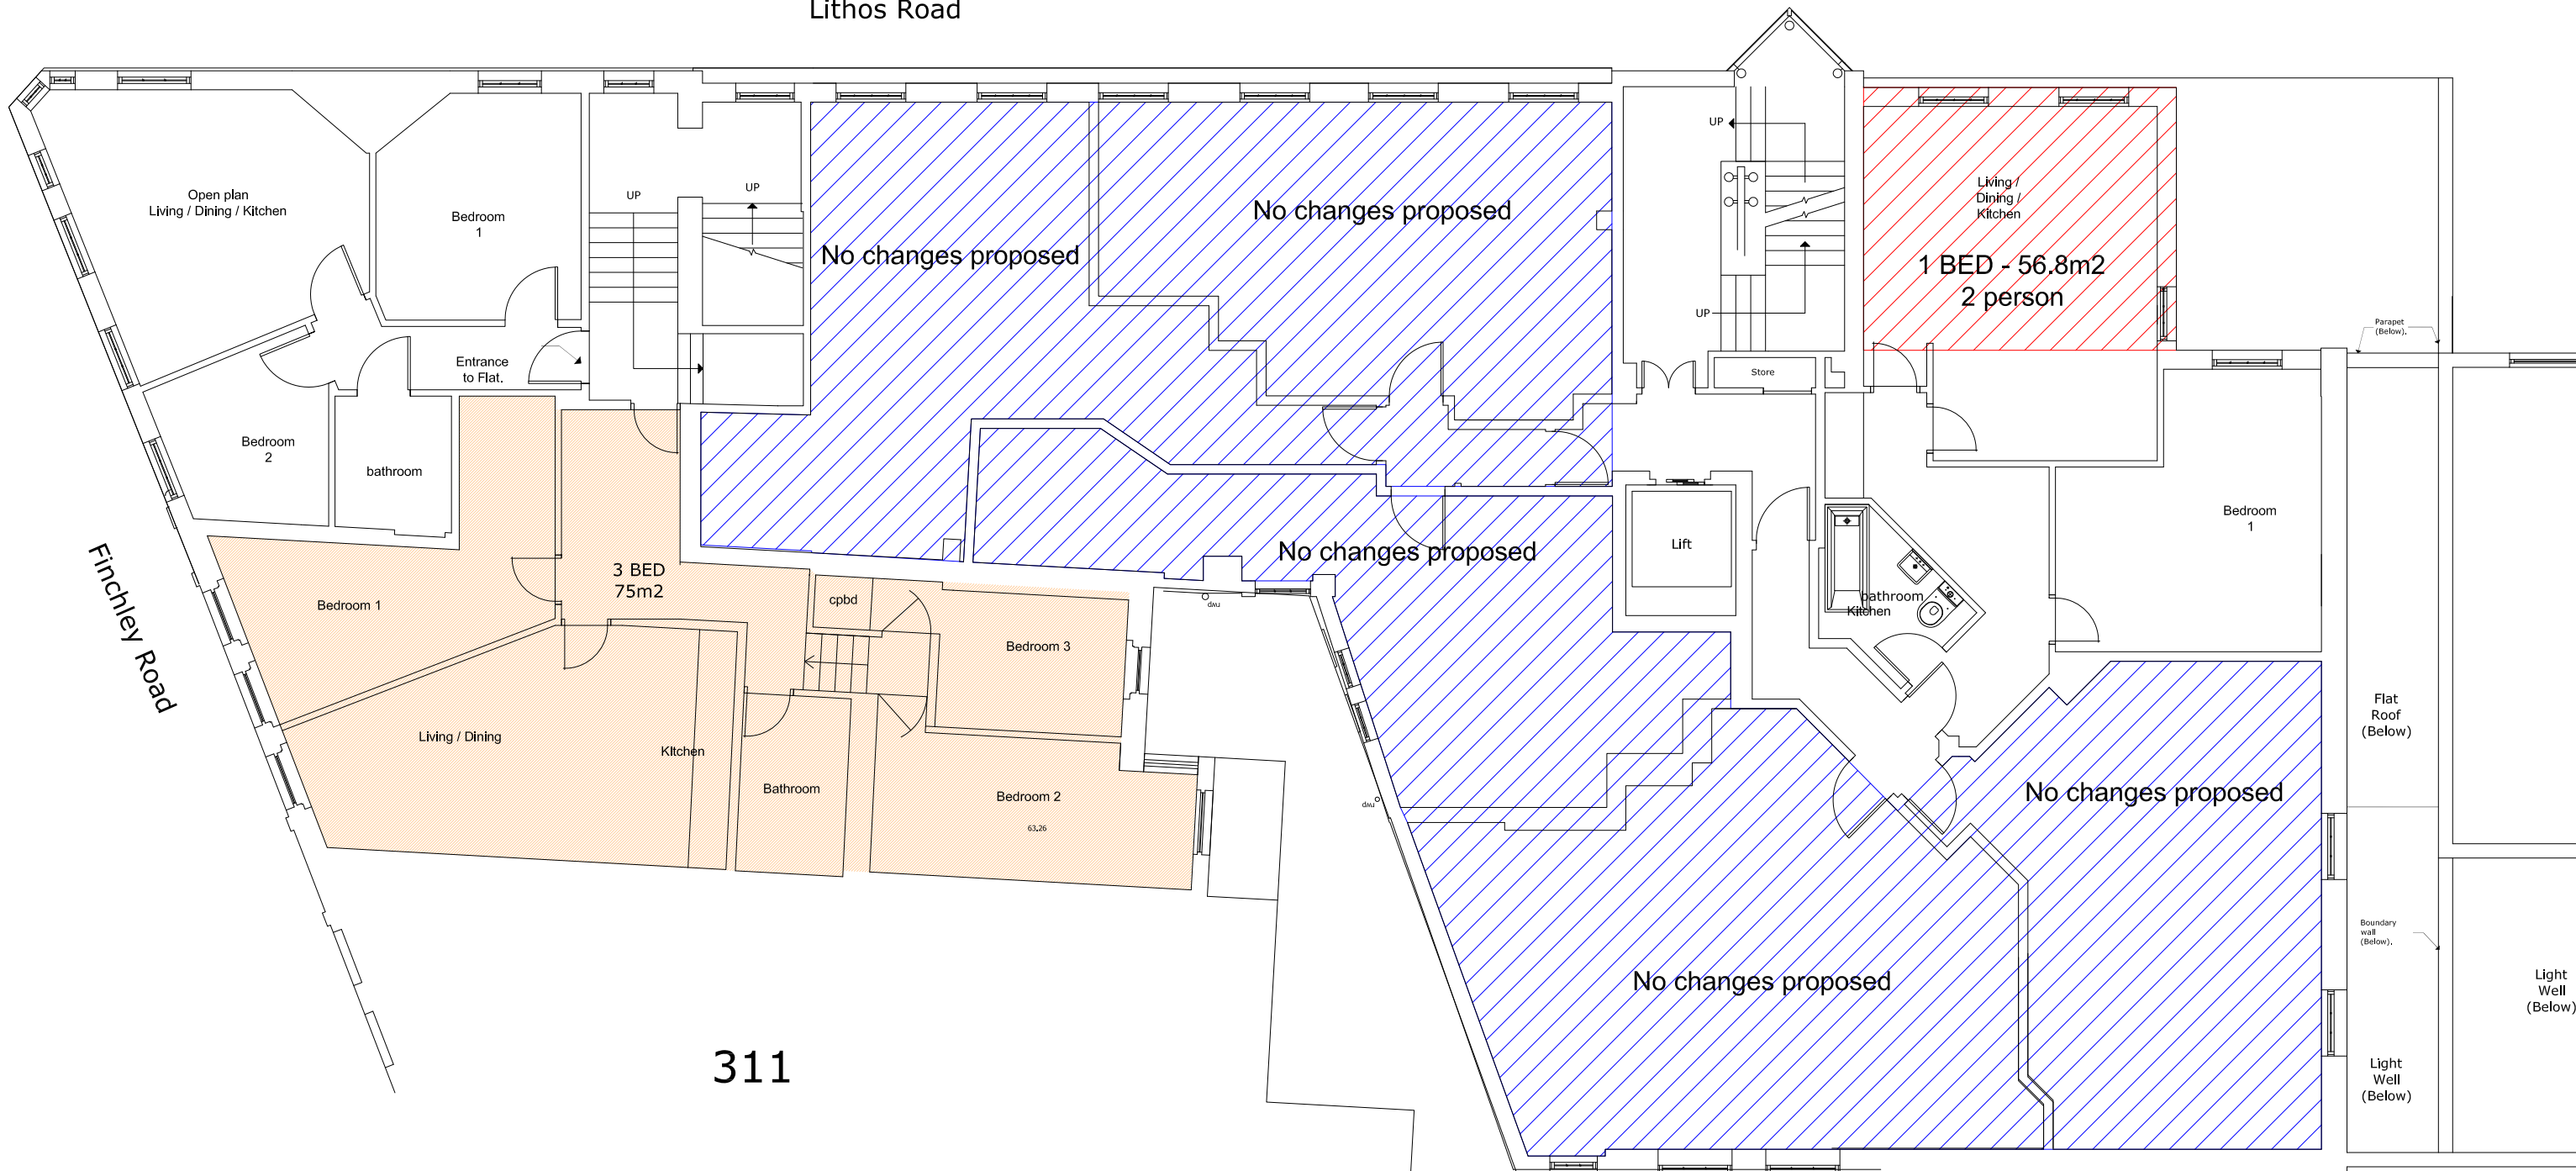 Lithos Road
Open plan
Living / Dining / Kitchen
Bedroom
1
UP
UP
No changes proposed
No changes proposed
UP
UP
Living /
Dining /
Kitchen
1 BED - 56.8m2
2 person
Parapet
(Below).
Entrance
to Flat.
Store
Bedroom
2
bathroom
Finchley Road
3 BED
75m2
Bedroom 1
cpbd
No changes proposed
Lift
Bedroom
1
bathroom
Kitchen
dwu
Bedroom 3
Living / Dining
KItchen
Bathroom
Bedroom 2
63.26
dwu
No changes proposed
Flat
Roof
(Below)
Boundary
wall
(Below).
No changes proposed
Light
Well
(Below)
Light
Well
(Below)
311